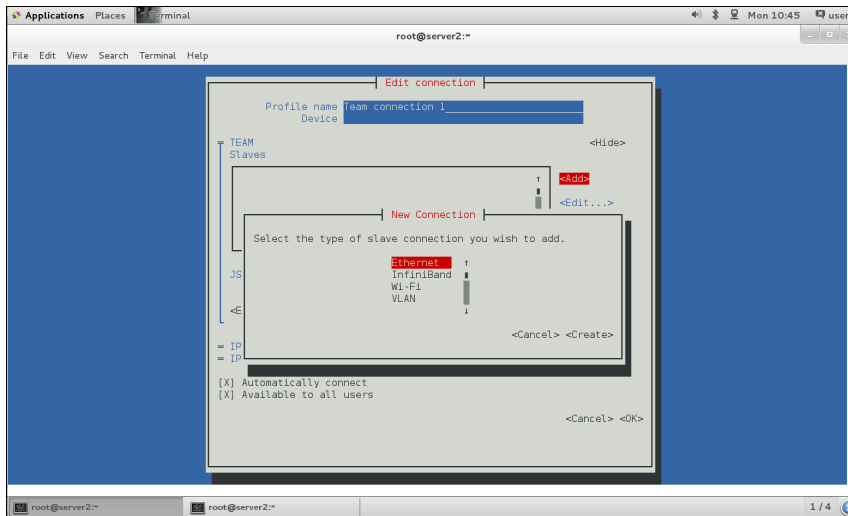 Applications Places Terminal Mon 10:45 user
root@server2:~
File Edit View Search Terminal Help
Edit connection
Profile name Team connection 1
Device
TEAM <Hide>
Slaves
<Add>
<Edit...>
New Connection
Select the type of slave connection you wish to add.
Ethernet
InfiniBand
Wi-Fi
VLAN
JS
<E
<Cancel> <Create>
= IP
= IP
[X] Automatically connect
[X] Available to all users
<Cancel> <OK>
root@server2:~ root@server2:~ 1 / 4